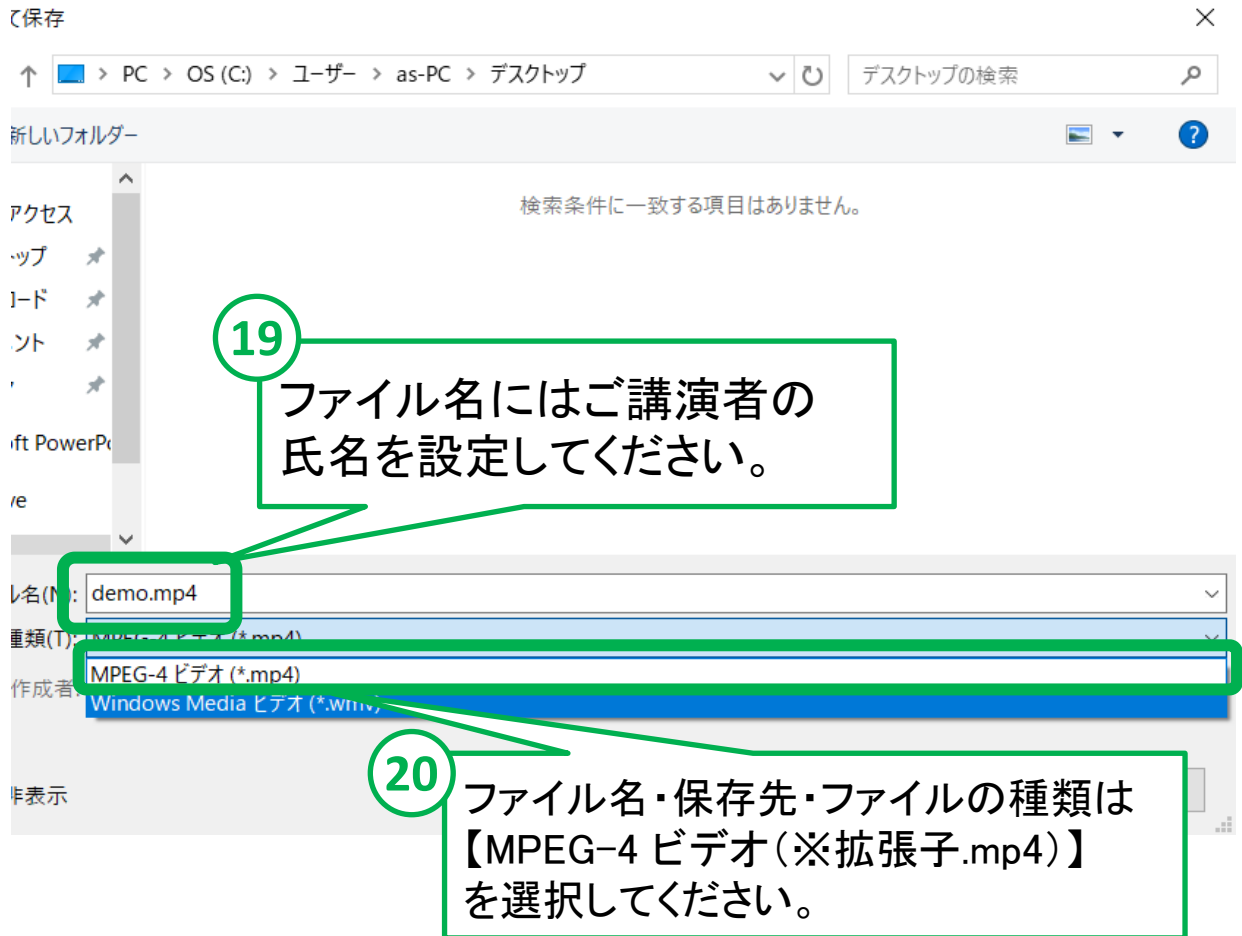 て保存
PC > OS (C:) > ユーザー > as-PC > デスクトップ
デスクトップの検索
新しいフォルダー
アクセス
検索条件に一致する項目はありません。
トップ
ロード
ント
19
ファイル名にはご講演者の
氏名を設定してください。
oft PowerPo
ve
ル名(N): demo.mp4
種類(T): MPEG-4 ビデオ (*.mp4)
MPEG-4 ビデオ (*.mp4)
作成者:
Windows Media ビデオ (*.wmv)
20
ファイル名・保存先・ファイルの種類は
【MPEG-4 ビデオ(※拡張子.mp4)】
を選択してください。
非表示